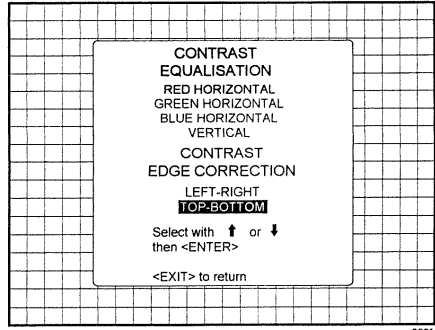 CONTRAST
EQUALISATION
RED HORIZONTAL
GREEN HORIZONTAL
BLUE HORIZONTAL
VERTICAL
CONTRAST
EDGE CORRECTION
LEFT-RIGHT
TOP-BOTTOM
Select with ⬆ or ⬇
then <ENTER>
<EXIT> to return